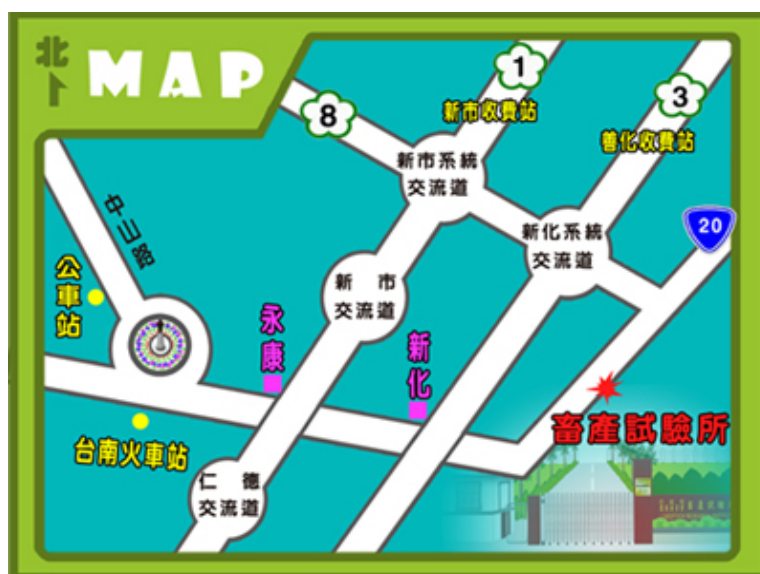 北
MAP
1
新市收費站
3
善化收費站
8
新市系統
交流道
20
新化系統
交流道
中山路
公車站
新市
交流道
永康
新化
畜產試驗所
台南火車站
仁德
交流道